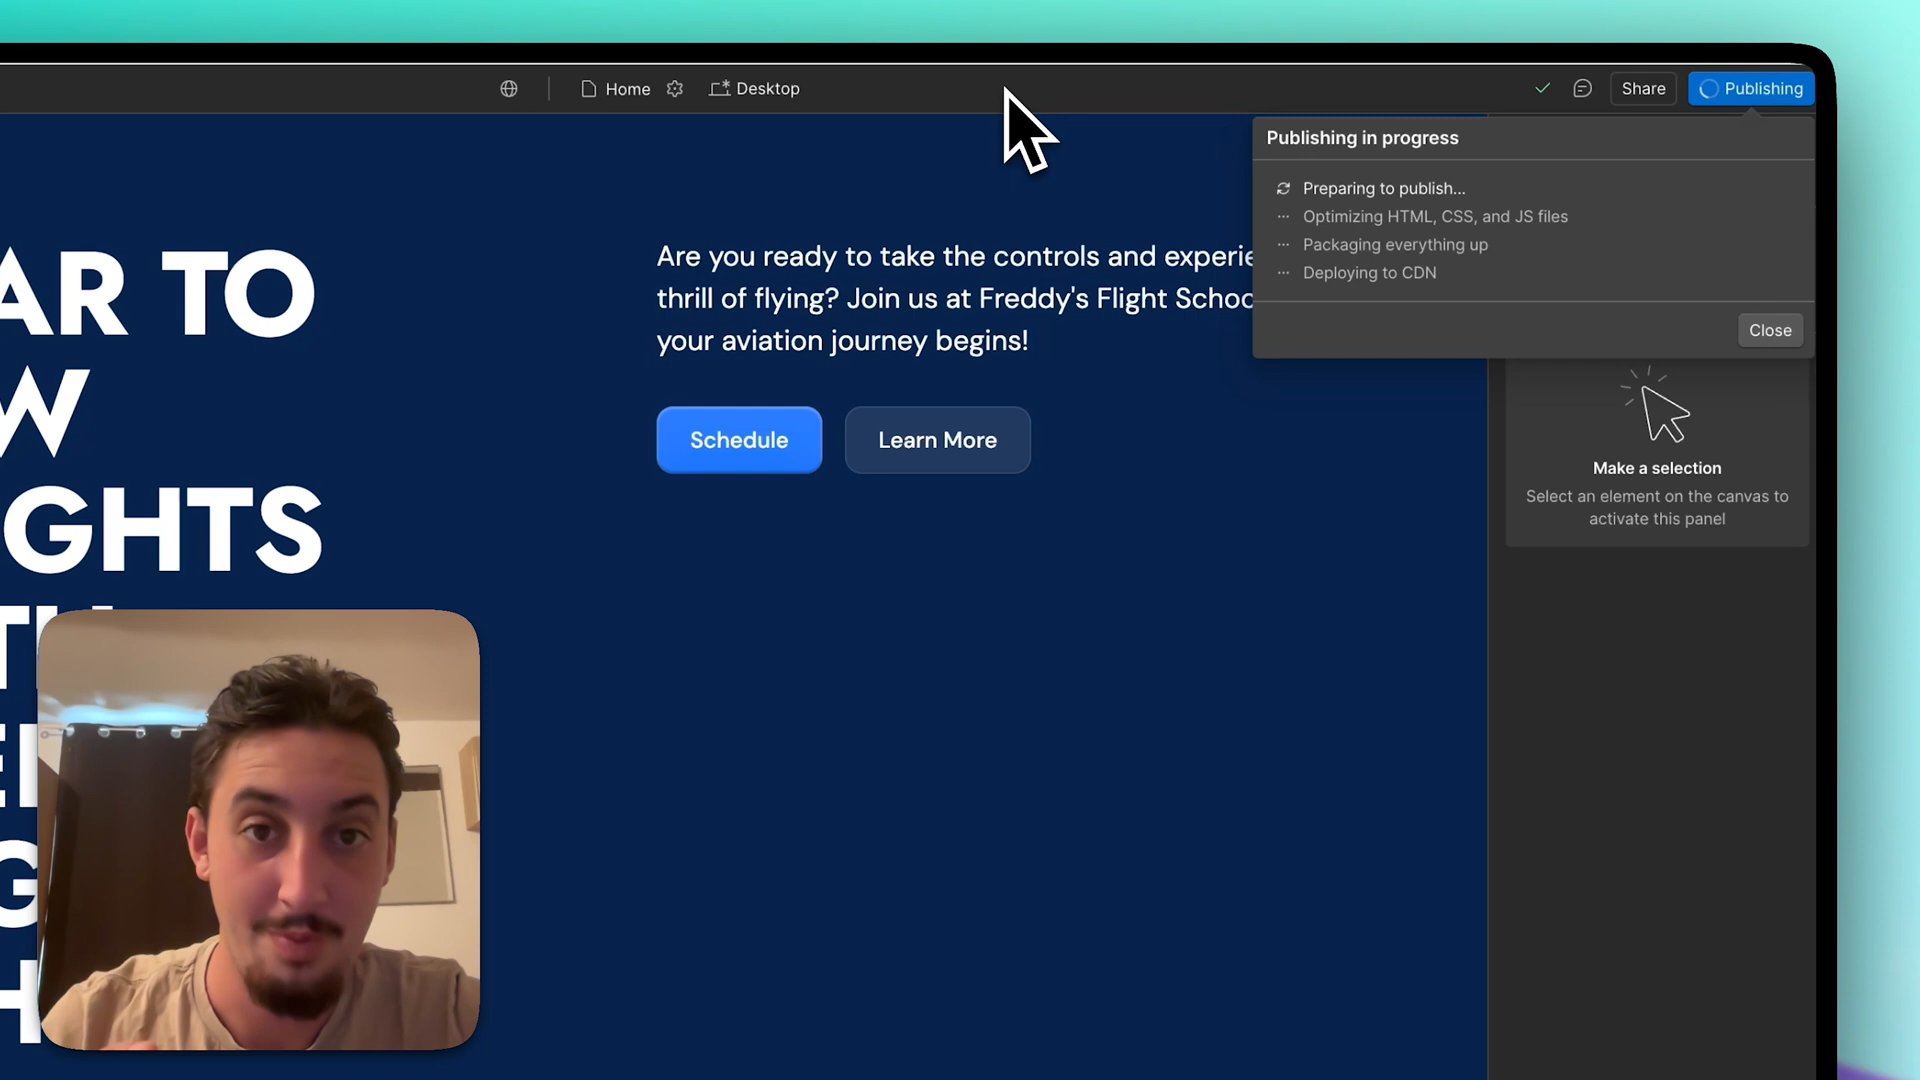 Home
Desktop
Share
Publishing
Publishing in progress
Preparing to publish...
Optimizing HTML, CSS, and JS files
Packaging everything up
Deploying to CDN
Close
AR TO
W
GHTS
Are you ready to take the controls and experie
thrill of flying? Join us at Freddy's Flight Schoo
your aviation journey begins!
Schedule
Learn More
Make a selection
Select an element on the canvas to
activate this panel